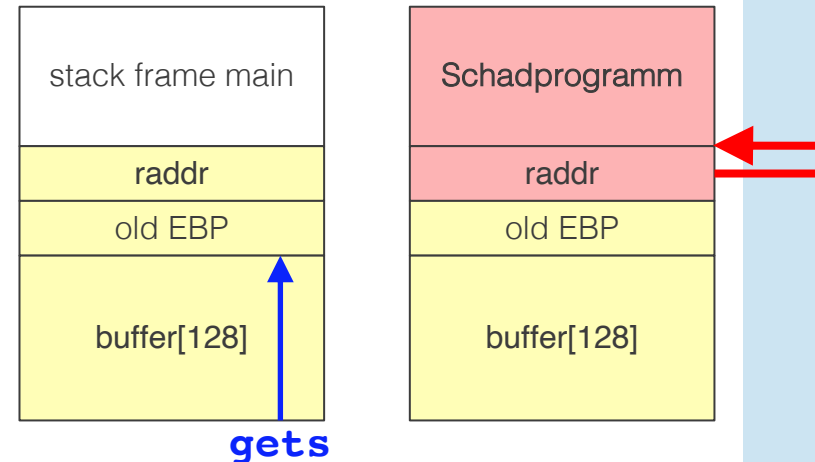 stack frame main
raddr
old EBP
buffer[128]
gets
Schadprogramm
raddr
old EBP
buffer[128]